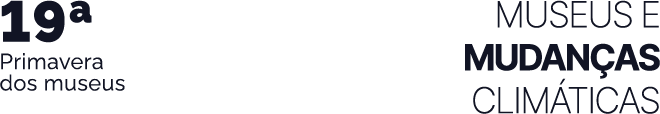 19ª
Primavera
dos museus
MUSEUS E
MUDANÇAS
CLIMÁTICAS